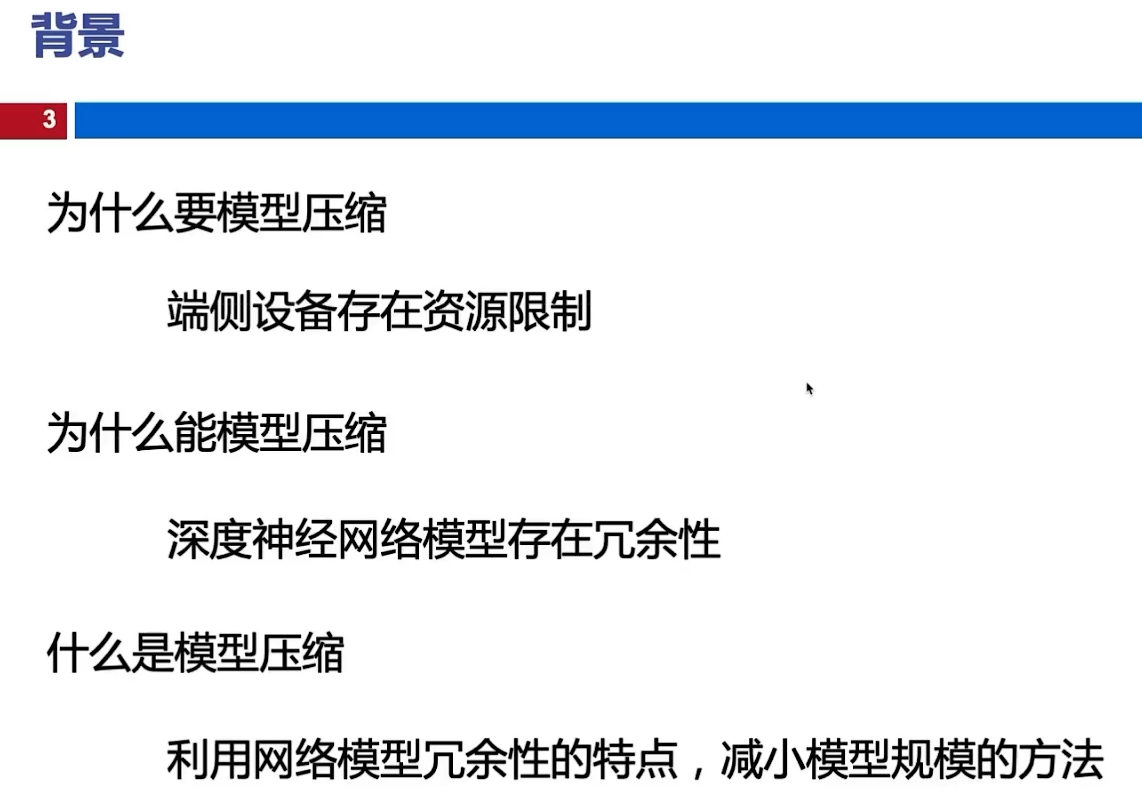 背景
3
为什么要模型压缩
端侧设备存在资源限制
为什么能模型压缩
深度神经网络模型存在冗余性
什么是模型压缩
利用网络模型冗余性的特点，减小模型规模的方法